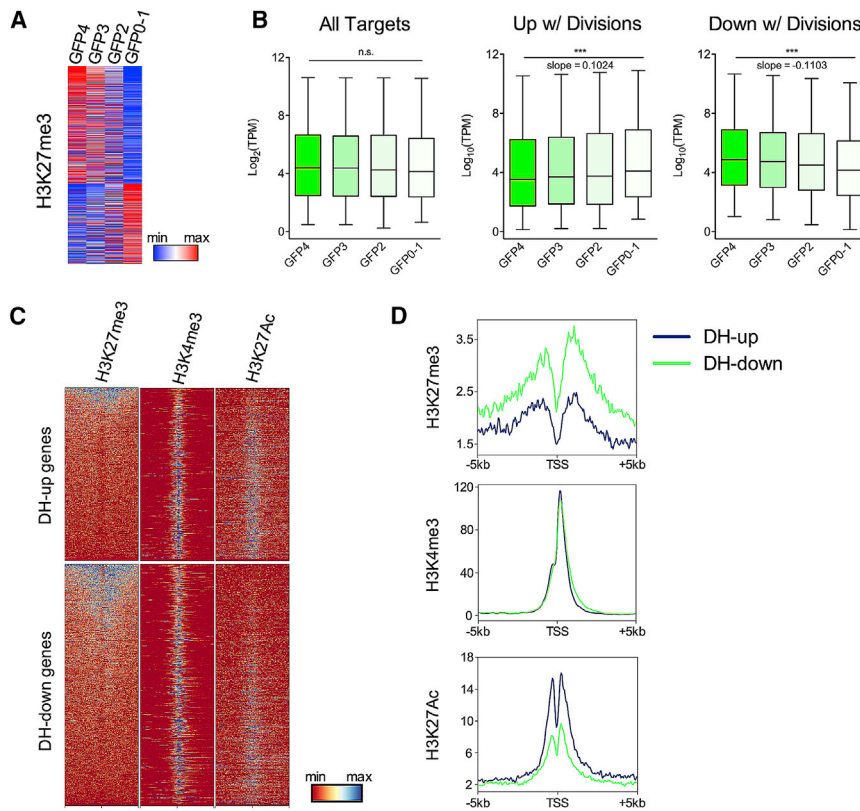 A
GFP4
GFP3
GFP2
GFP0-1
H3K27me3
min
max
B
All Targets
Log2(TPM)
12
8
4
0
n.s.
GFP4
GFP3
GFP2
GFP0-1
Up w/ Divisions
Log10(TPM)
12
8
4
0
***
slope = 0.1024
GFP4
GFP3
GFP2
GFP0-1
Down w/ Divisions
Log10(TPM)
12
8
4
0
***
slope = -0.1103
GFP4
GFP3
GFP2
GFP0-1
C
H3K27me3
H3K4me3
H3K27Ac
DH-up genes
DH-down genes
min
max
D
H3K27me3
3.5
2.5
1.5
-5kb
TSS
+5kb
DH-up
DH-down
H3K4me3
120
80
40
0
-5kb
TSS
+5kb
H3K27Ac
18
14
10
6
2
-5kb
TSS
+5kb